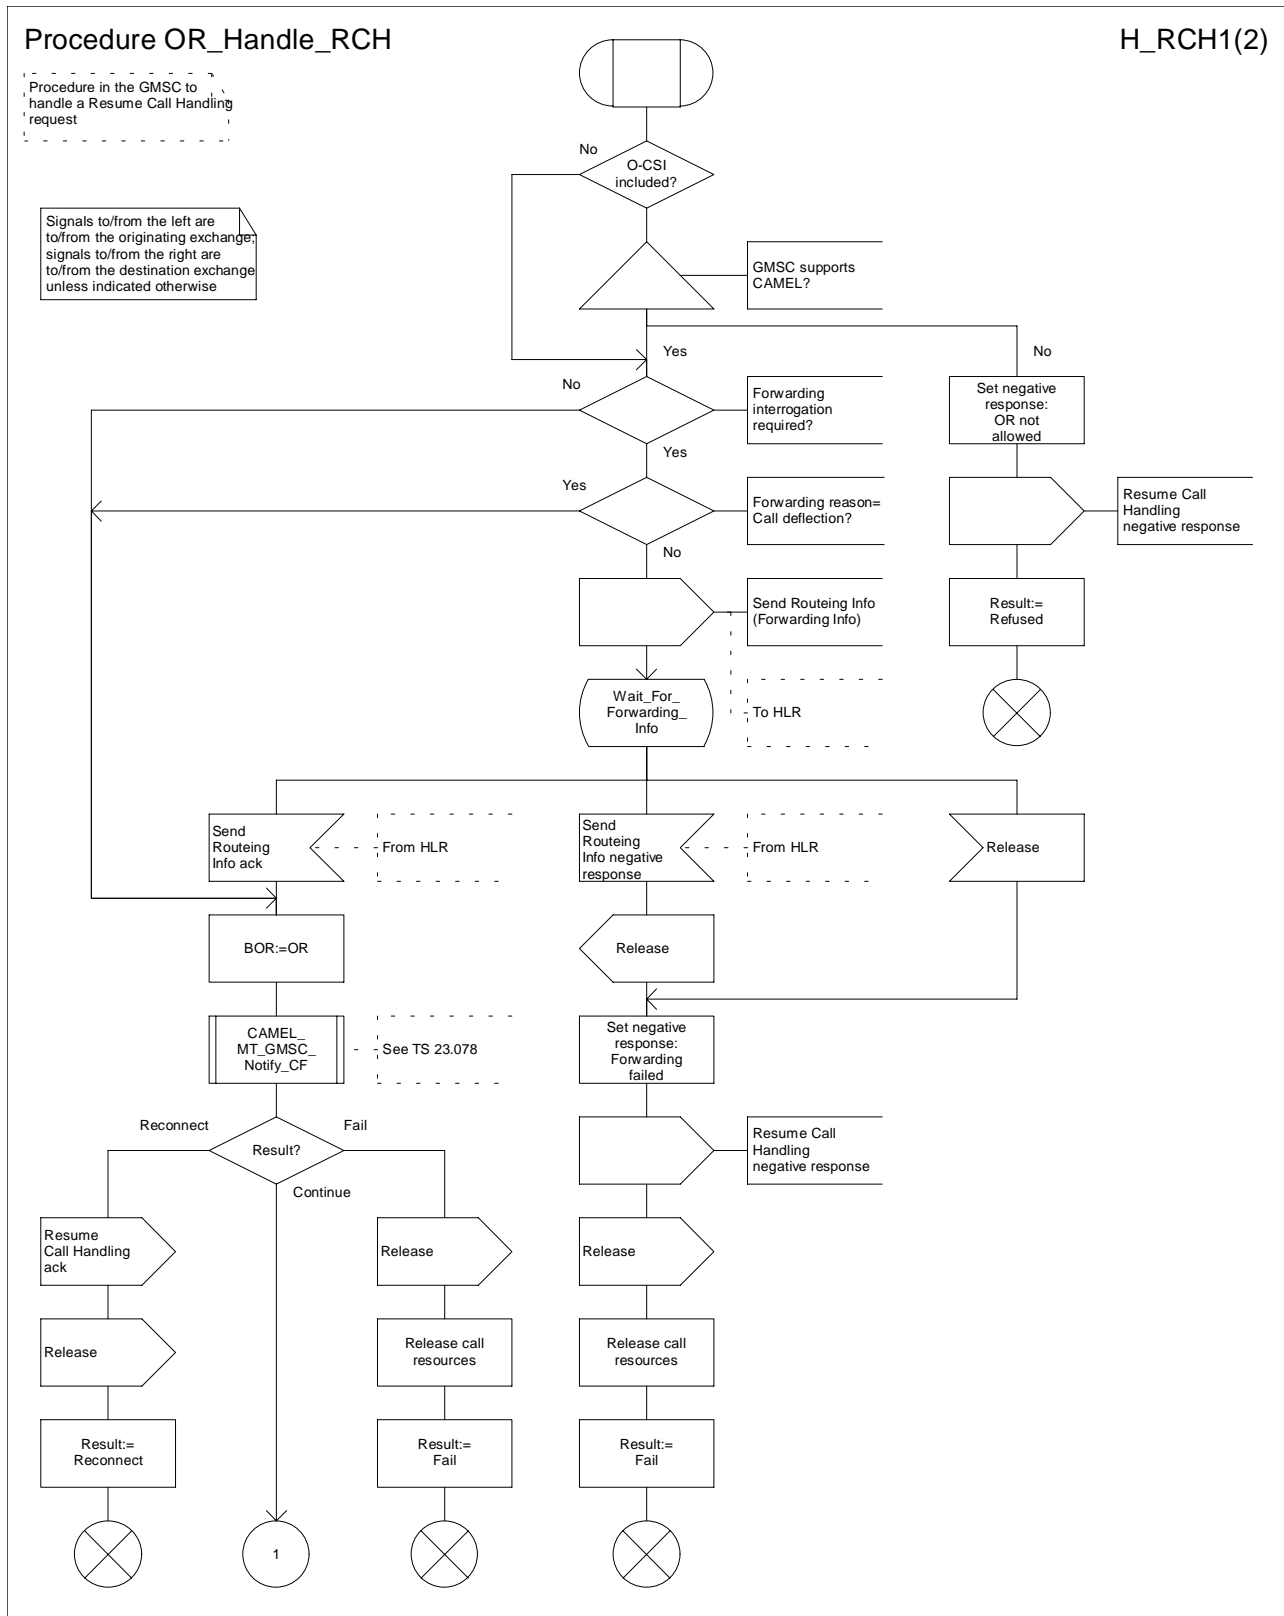 Procedure OR_Handle_RCH
H_RCH1(2)
Procedure in the GMSC to
handle a Resume Call Handling
request
Signals to/from the left are
to/from the originating exchange;
signals to/from the right are
to/from the destination exchange
unless indicated otherwise
No
O-CSI
included?
GMSC supports
CAMEL?
Yes
No
No
Forwarding
interrogation
required?
Set negative
response:
OR not
allowed
Yes
Yes
Forwarding reason=
Call deflection?
Resume Call
Handling
negative response
No
Send Routeing Info
(Forwarding Info)
Result:=
Refused
Wait_For_
Forwarding_
Info
To HLR
Send
Routeing
Info ack
From HLR
Send
Routeing
Info negative
response
From HLR
Release
BOR:=OR
Release
CAMEL_
MT_GMSC_
Notify_CF
See TS 23.078
Set negative
response:
Forwarding
failed
Reconnect
Result?
Fail
Continue
Resume Call
Handling
negative response
Resume
Call Handling
ack
Release
Release
Release
Release call
resources
Release call
resources
Result:=
Reconnect
Result:=
Fail
Result:=
Fail
1